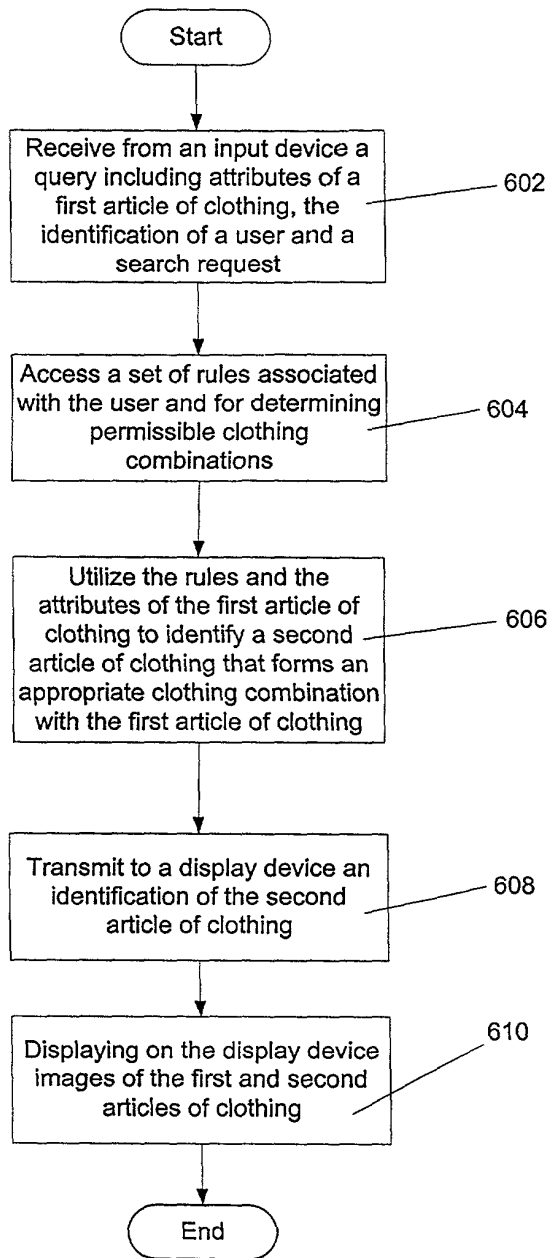 Start
Receive from an input device a
query including attributes of a
first article of clothing, the
identification of a user and a
search request
602
Access a set of rules associated
with the user and for determining
permissible clothing
combinations
604
Utilize the rules and the
attributes of the first article of
clothing to identify a second
article of clothing that forms an
appropriate clothing combination
with the first article of clothing
606
Transmit to a display device an
identification of the second
article of clothing
608
Displaying on the display device
images of the first and second
articles of clothing
610
End